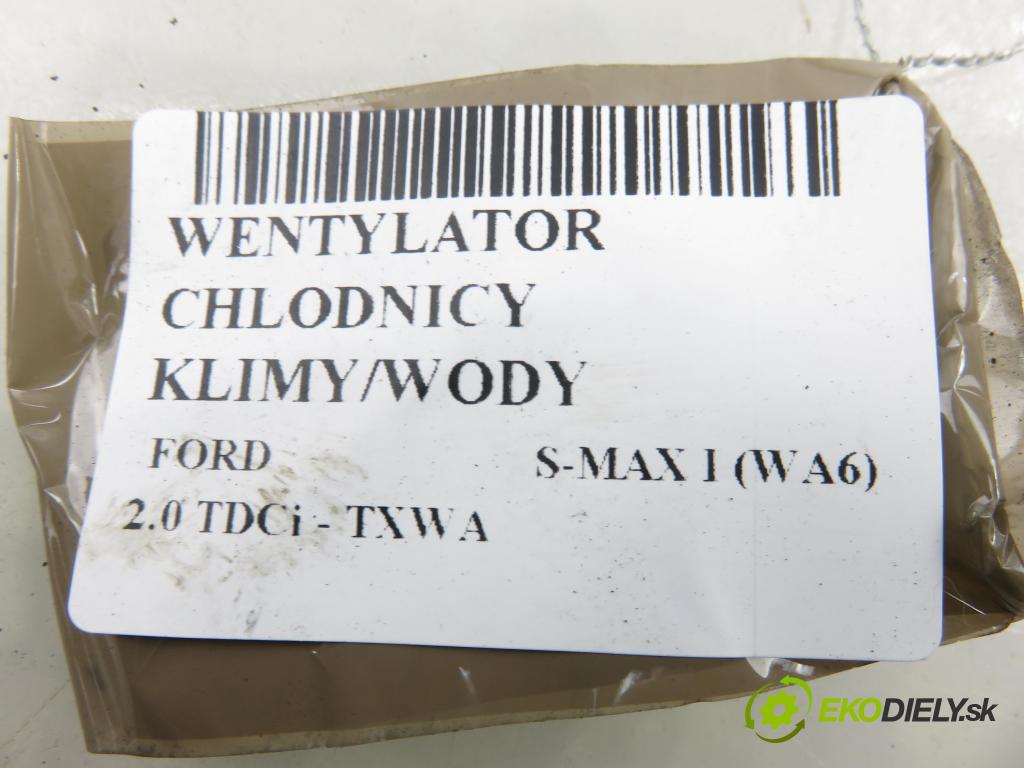 WENTYLATOR
CHLODNICY
KLIMY/WODY
FORD S-MAX I (WA6)
2.0 TDCi - TXWA
EKODIELY.sk